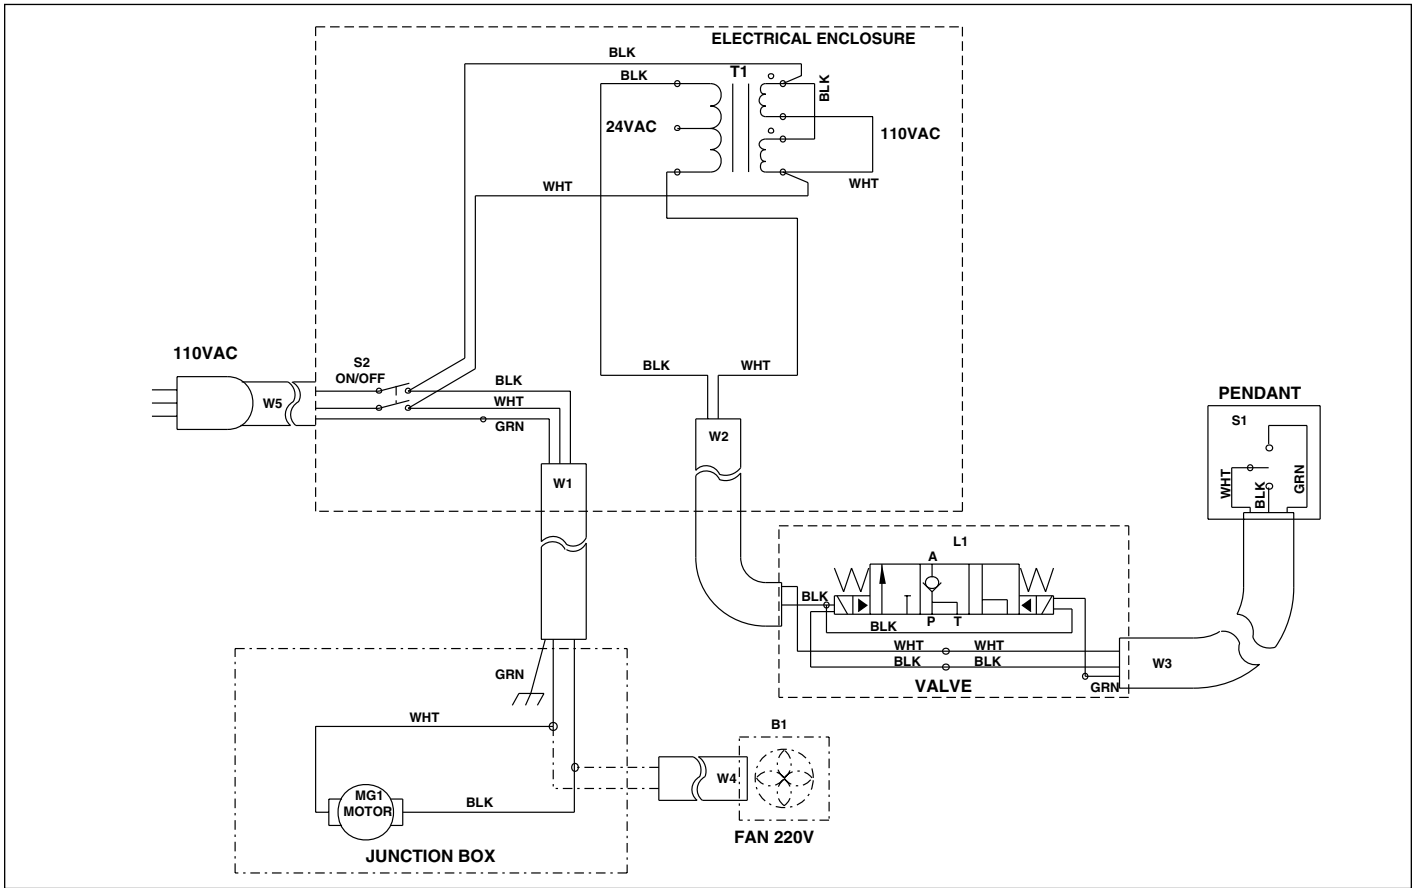 ELECTRICAL ENCLOSURE
BLK
BLK
T1
BLK
24VAC
110VAC
WHT
WHT
110VAC
S2
ON/OFF
BLK
WHT
BLK
WHT
GRN
W5
W2
W1
PENDANT
S1
WHT
BLK
GRN
L1
A
BLK
P T
BLK
WHT WHT
BLK BLK
W3
GRN
VALVE
GRN
WHT
B1
W4
MG1
MOTOR
BLK
FAN 220V
JUNCTION BOX